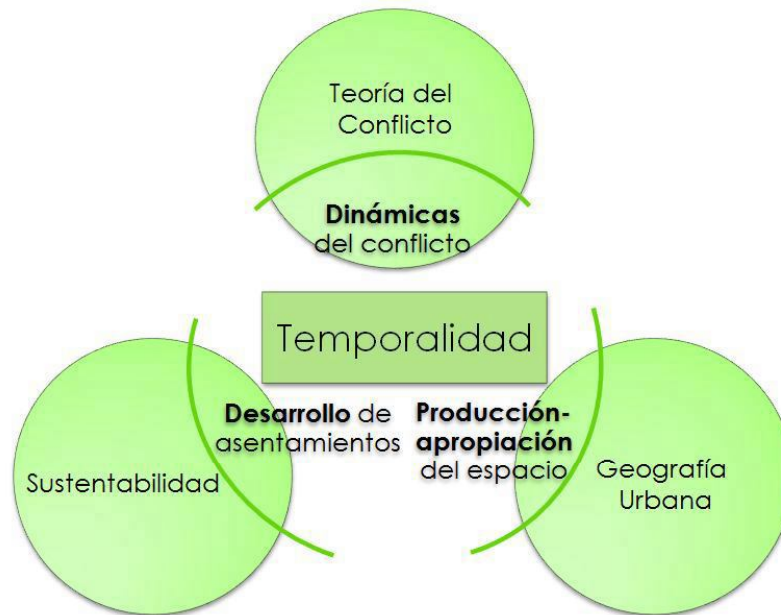 Teoría del
Conflicto
Dinámicas
del conflicto
Temporalidad
Desarrollo de
asentamientos
Producción-
apropiación
del espacio
Sustentabilidad
Geografía
Urbana